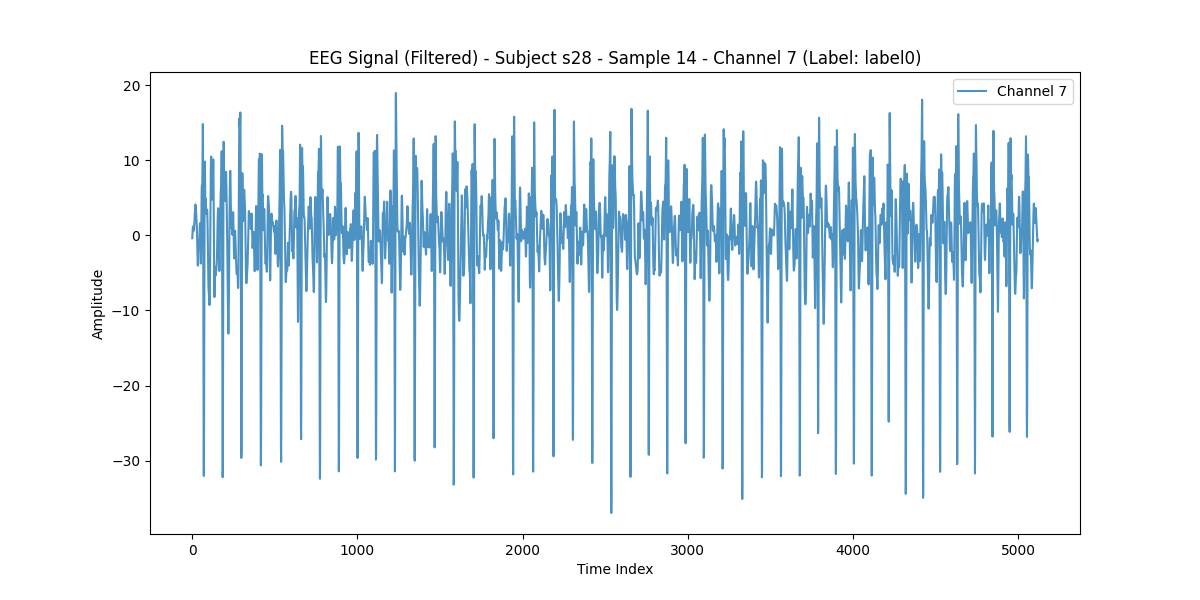 EEG Signal (Filtered) - Subject s28 - Sample 14 - Channel 7 (Label: label0)
Channel 7
20
10
0
−10
−20
−30
Amplitude
0 1000 2000 3000 4000 5000
Time Index